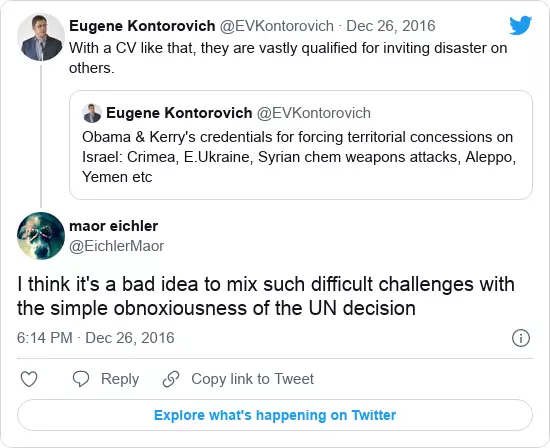 Eugene Kontorovich @EVKontorovich · Dec 26, 2016
With a CV like that, they are vastly qualified for inviting disaster on
others.
Eugene Kontorovich @EVKontorovich
Obama & Kerry's credentials for forcing territorial concessions on
Israel: Crimea, E.Ukraine, Syrian chem weapons attacks, Aleppo,
Yemen etc
maor eichler
@EichlerMaor
I think it's a bad idea to mix such difficult challenges with
the simple obnoxiousness of the UN decision
6:14 PM · Dec 26, 2016
Reply Copy link to Tweet
Explore what's happening on Twitter